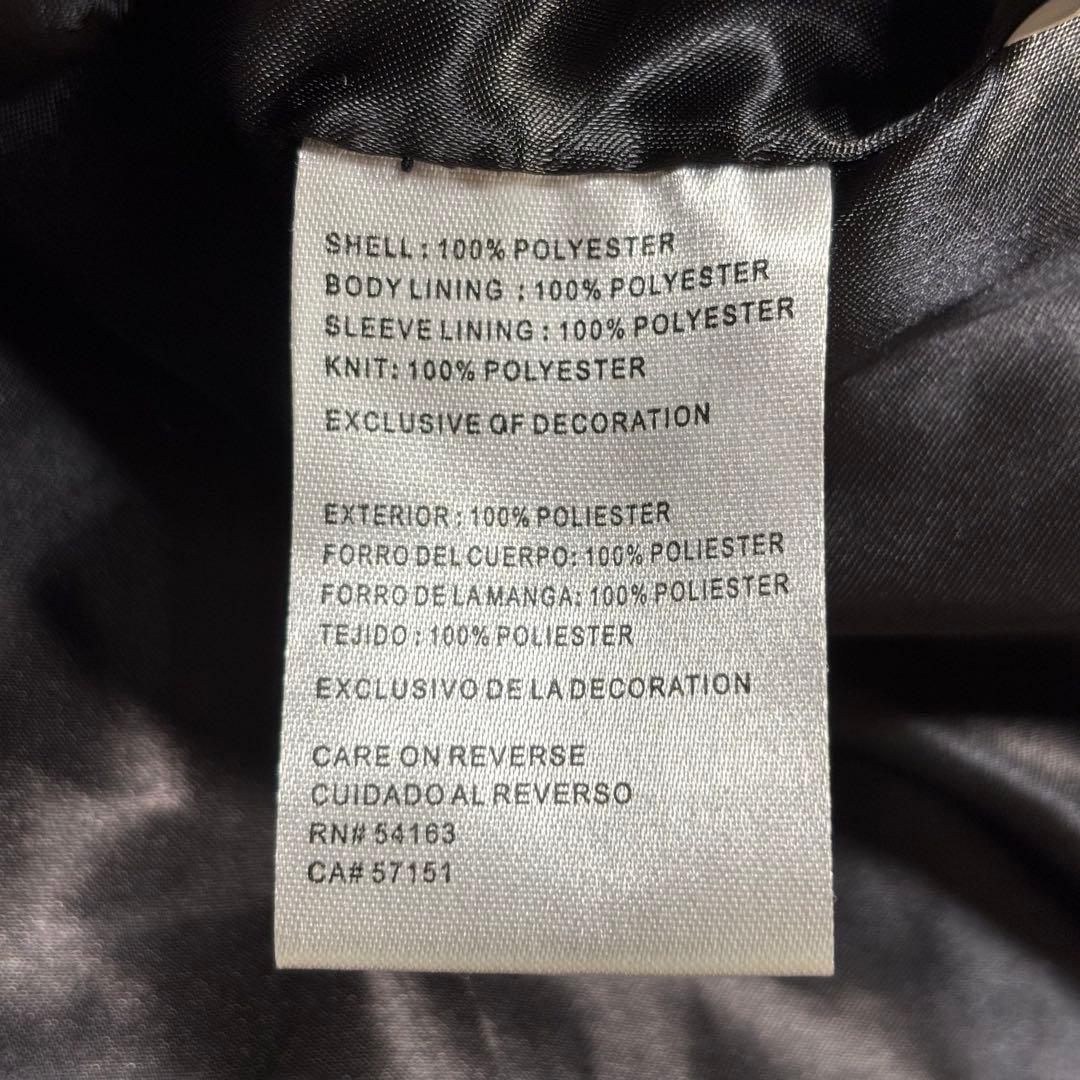 SHELL : 100% POLYESTER
BODY LINING : 100% POLYESTER
SLEEVE LINING : 100% POLYESTER
KNIT: 100% POLYESTER
EXCLUSIVE OF DECORATION
EXTERIOR : 100% POLIESTER
FORRO DEL CUERPO: 100% POLIESTER
FORRO DE LA MANGA: 100% POLIESTER
TEJIDO : 100% POLIESTER
EXCLUSIVO DE LA DECORATION
CARE ON REVERSE
CUIDADO AL REVERSO
RN# 54163
CA# 57151